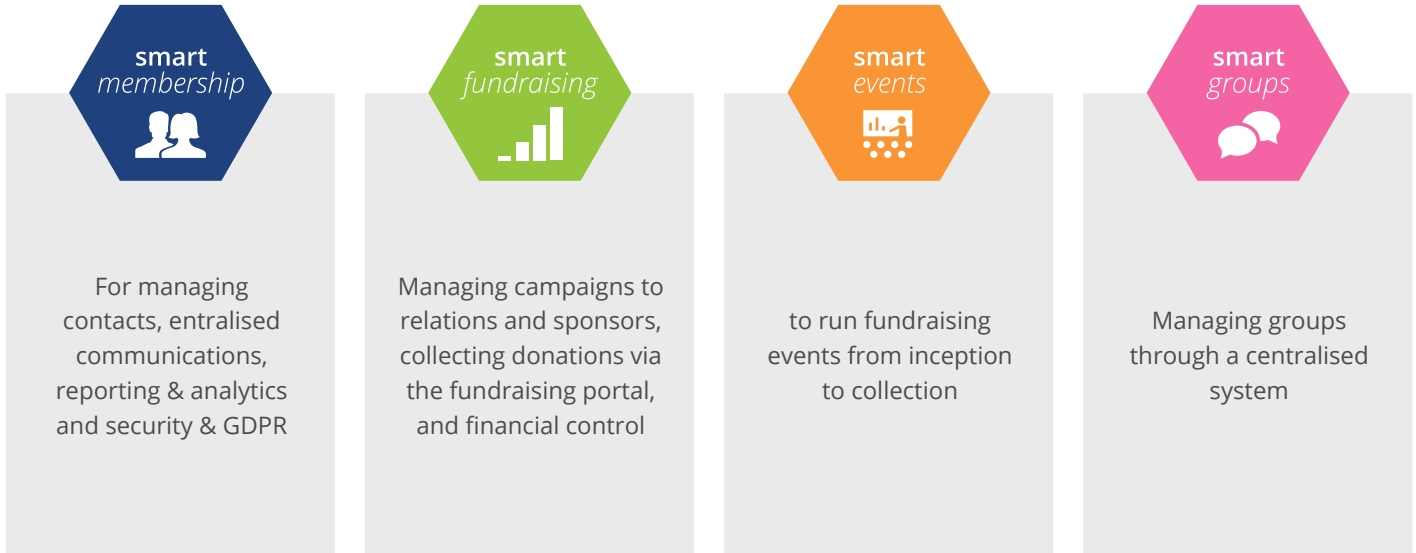 smart
membership
For managing
contacts, entralised
communications,
reporting & analytics
and security & GDPR
smart
fundraising
Managing campaigns to
relations and sponsors,
collecting donations via
the fundraising portal,
and financial control
smart
events
to run fundraising
events from inception
to collection
smart
groups
Managing groups
through a centralised
system